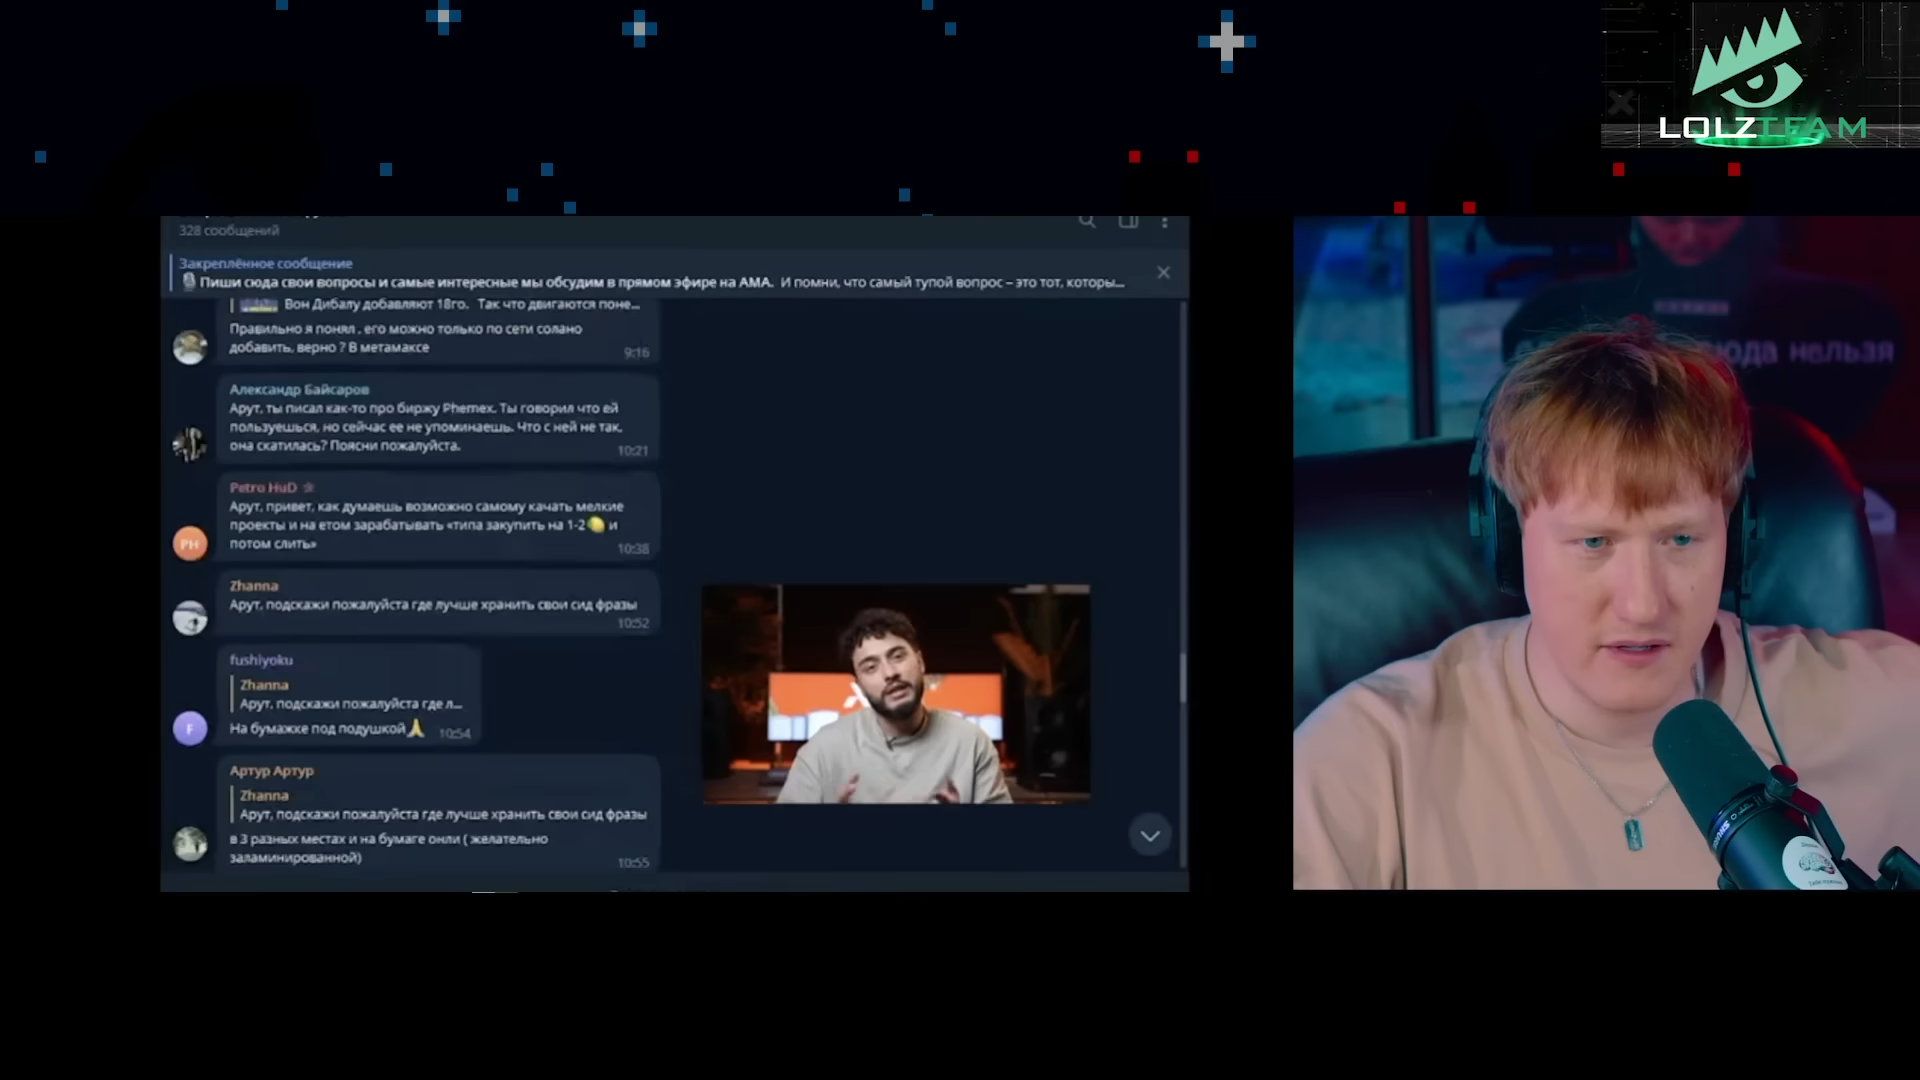 LOLZTEAM
328 сообщений
Закреплённое сообщение
Пиши сюда свои вопросы и самые интересные мы обсудим в прямом эфире на АМА. И помни, что самый тупой вопрос – это тот, которы...
Вон Дибалу добавляют 18го. Так что двигаются поне...
Правильно я понял , его можно только по сети солано
добавить, верно ? В метамаксе
9:16
Александр Байсаров
Арут, ты писал как-то про биржу Phemex. Ты говорил что ей
пользуешься, но сейчас ее не упоминаешь. Что с ней не так,
она скатилась? Поясни пожалуйста.
10:21
Petro HuD
Арут, привет, как думаешь возможно самому качать мелкие
проекты и на етом зарабатывать «типа закупить на 1-2🍋 и
потом слить»
PH
10:38
Zhanna
Арут, подскажи пожалуйста где лучше хранить свои сид фразы
10:52
fushiyoku
Zhanna
Арут, подскажи пожалуйста где л...
На бумажке под подушкой🙏
F
10:54
Артур Артур
Zhanna
Арут, подскажи пожалуйста где лучше хранить свои сид фразы
в 3 разных местах и на бумаге онли ( желательно
заламинированной)
10:55
юда нельзя
SHURE